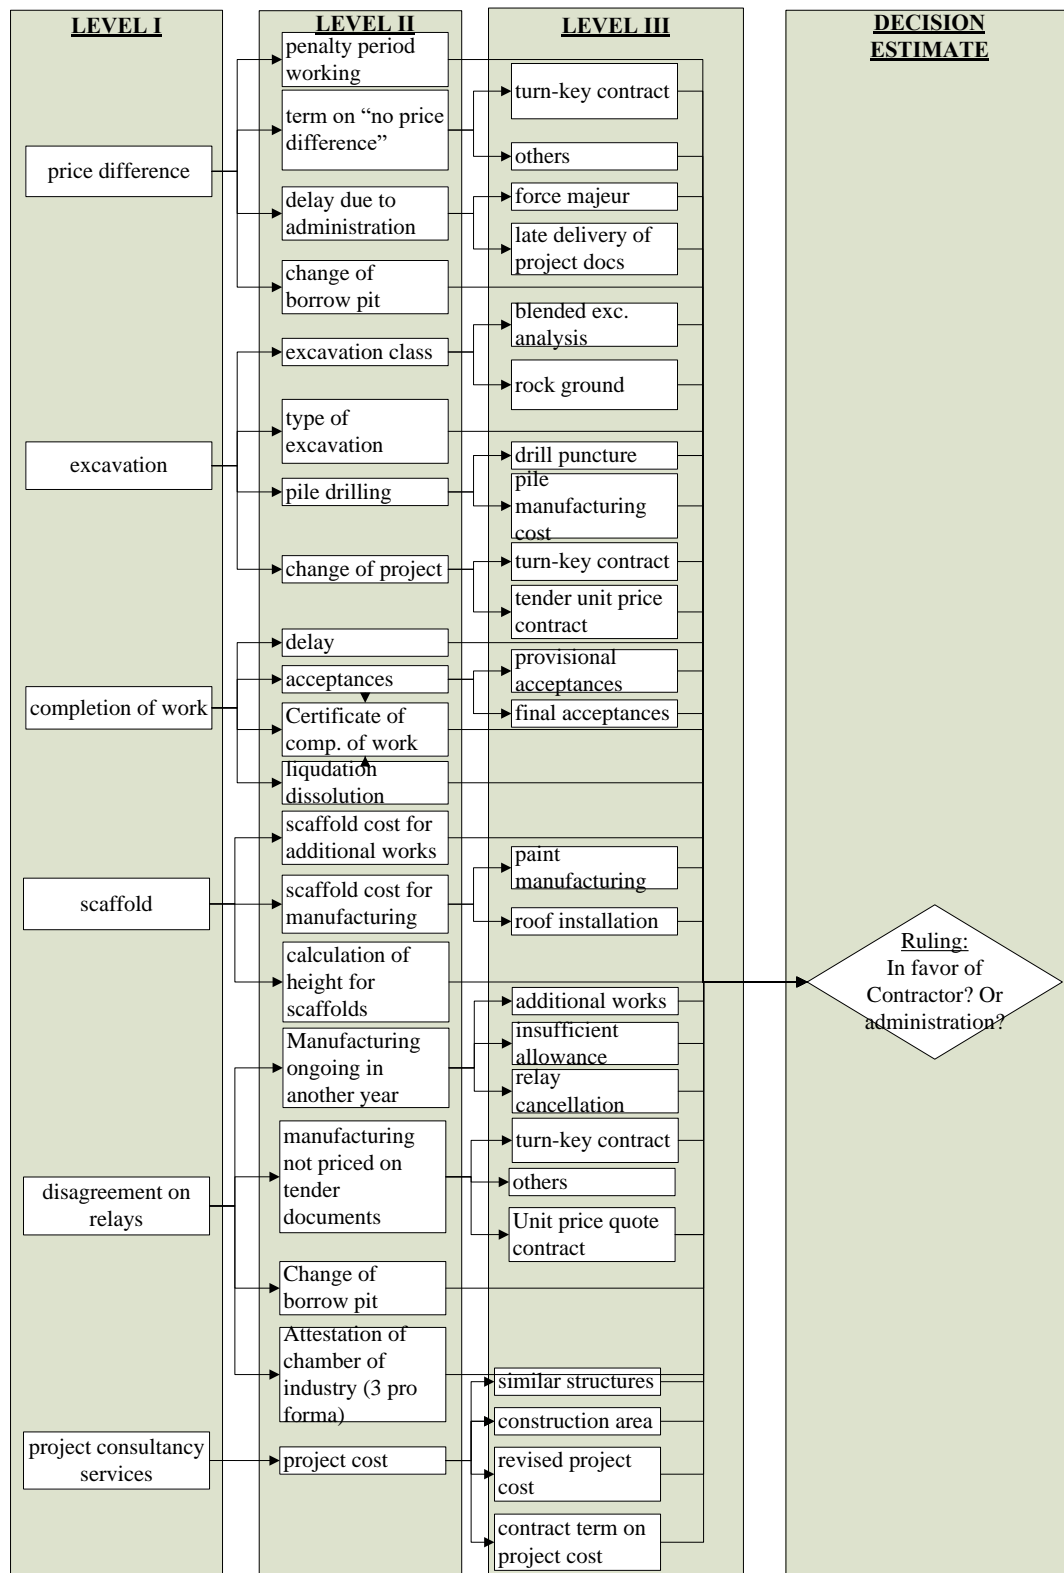 LEVEL I
price difference
excavation
completion of work
scaffold
disagreement on
relays
project consultancy
services
LEVEL II
penalty period
working
term on “no price
difference”
delay due to
administration
change of
borrow pit
excavation class
type of
excavation
pile drilling
change of project
delay
acceptances
Certificate of
comp. of work
liqudation
dissolution
scaffold cost for
additional works
scaffold cost for
manufacturing
calculation of
height for
scaffolds
Manufacturing
ongoing in
another year
manufacturing
not priced on
tender
documents
Change of
borrow pit
Attestation of
chamber of
industry (3 pro
forma)
project cost
LEVEL III
turn-key contract
others
force majeur
late delivery of
project docs
blended exc.
analysis
rock ground
drill puncture
pile
manufacturing
cost
turn-key contract
tender unit price
contract
provisional
acceptances
final acceptances
paint
manufacturing
roof installation
additional works
insufficient
allowance
relay
cancellation
turn-key contract
others
Unit price quote
contract
similar structures
construction area
revised project
cost
contract term on
project cost
DECISION
ESTIMATE
Ruling:
In favor of
Contractor? Or
administration?